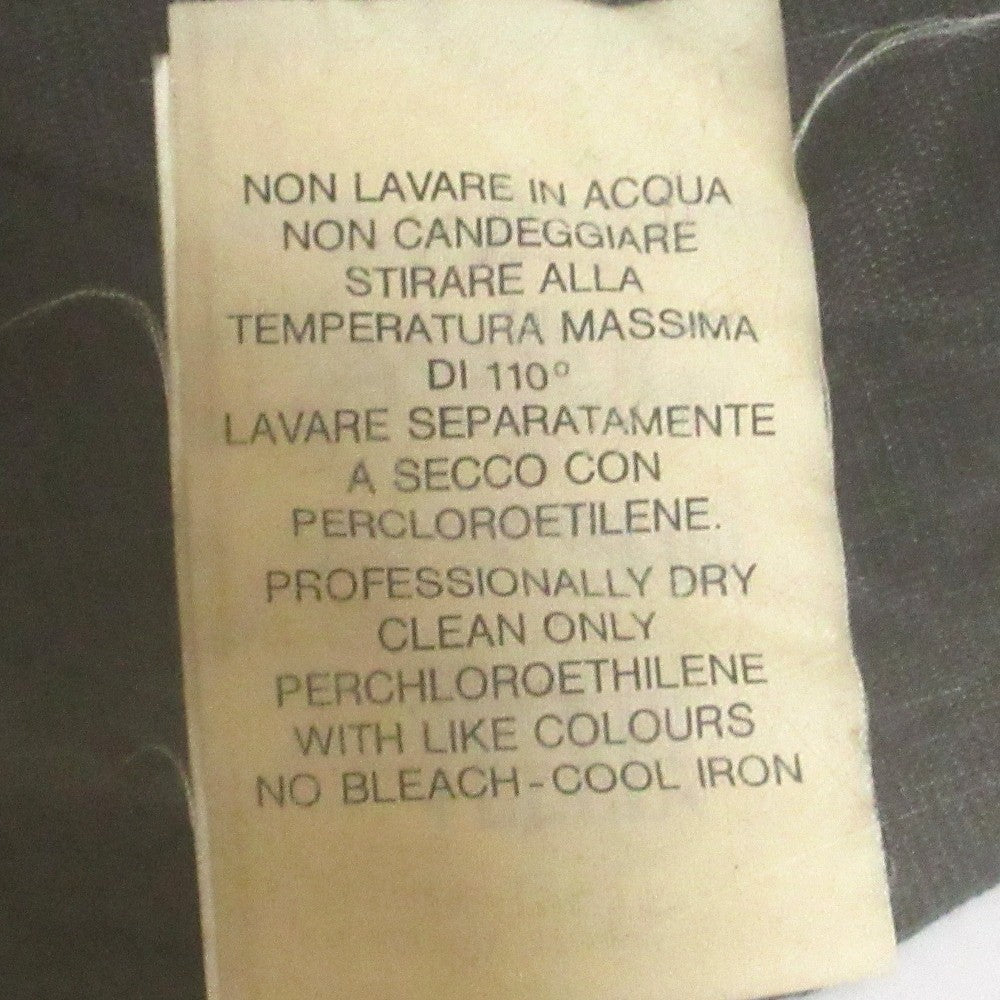 NON LAVARE IN ACQUA
NON CANDEGGIARE
STIRARE ALLA
TEMPERATURA MASSIMA
DI 110°
LAVARE SEPARATAMENTE
A SECCO CON
PERCLOROETILENE.
PROFESSIONALLY DRY
CLEAN ONLY
PERCHLOROETHILENE
WITH LIKE COLOURS
NO BLEACH-COOL IRON